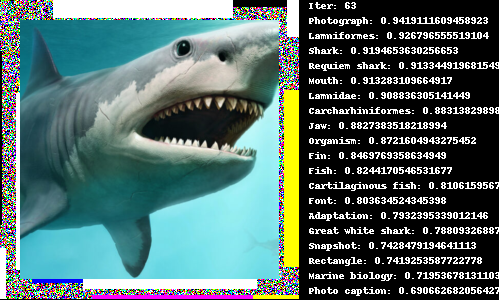 Iter: 63
Photograph: 0.9419111609458923
Lamniformes: 0.926796555519104
Shark: 0.9194653630256653
Requiem shark: 0.913344919681549
Mouth: 0.913283109664917
Lamnidae: 0.908836305141449
Carcharhiniformes: 0.8831382989
Jaw: 0.8827383518218994
Organism: 0.8721604943275452
Fin: 0.8469769358634949
Fish: 0.8244170546531677
Cartilaginous fish: 0.8106159567
Font: 0.803634524345398
Adaptation: 0.7932395339012146
Great white shark: 0.78809326887
Snapshot: 0.7428479194641113
Rectangle: 0.7419253587722778
Marine biology: 0.71953678131103
Photo caption: 0.690662682056427